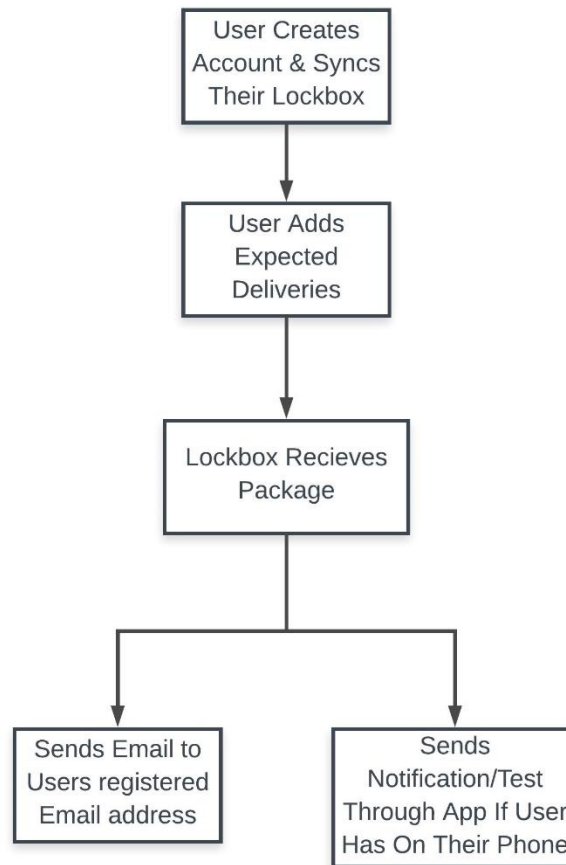 User Creates
Account & Syncs
Their Lockbox
User Adds
Expected
Deliveries
Lockbox Recieves
Package
Sends Email to
Users registered
Email address
Sends
Notification/Test
Through App If User
Has On Their Phone